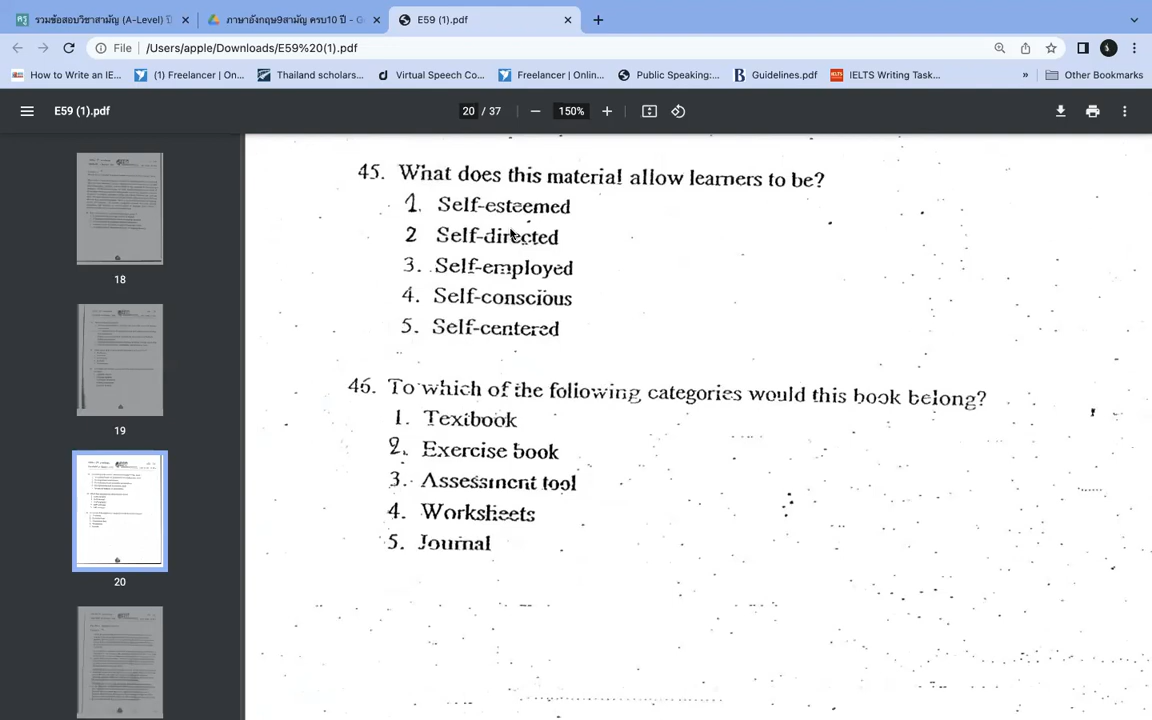 รวมข้อสอบวิชาสามัญ (A-Level) ปี
ภาษาอังกฤษ9สามัญ ครบ10 ปี - G
E59 (1).pdf
File /Users/apple/Downloads/E59%20(1).pdf
How to Write an IE...
(1) Freelancer | On...
Thailand scholars...
Virtual Speech Co...
Freelancer | Onlin...
Public Speaking:...
Guidelines.pdf
IELTS Writing Task...
»
Other Bookmarks
E59 (1).pdf
20 / 37
150%
18
19
20
45. What does this material allow learners to be?
1. Self-esteemed
2 Self-directed
3. Self-employed
4. Self-conscious
5. Self-centered
46. To which of the following categories would this book belong?
1. Textbook
2. Exercise book
3. Assessment tool
4. Worksheets
5. Journal